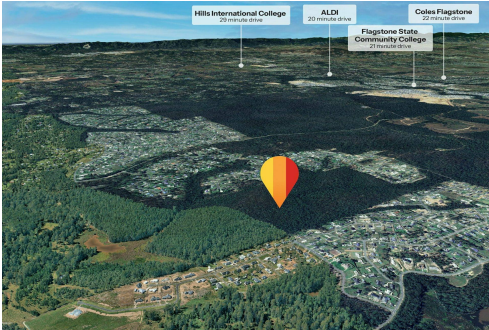 Hills International College
29 minute drive
ALDI
20 minute drive
Coles Flagstone
22 minute drive
Flagstone State
Community College
21 minute drive